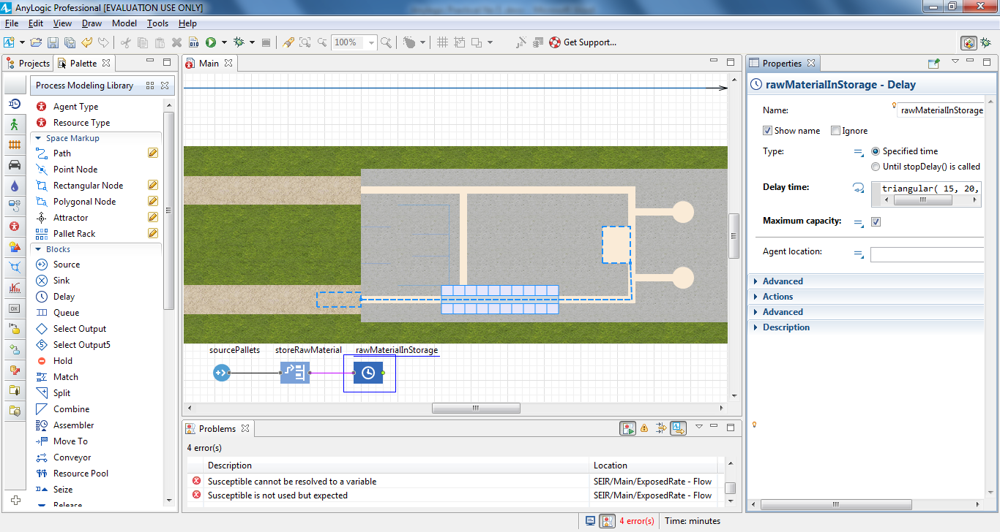 AnyLogic Professional [EVALUATION USE ONLY]
File Edit View Draw Model Tools Help
100% Get Support...
Projects Palette
Process Modeling Library
Agent Type
Resource Type
Space Markup
Path
Point Node
Rectangular Node
Polygonal Node
Attractor
Pallet Rack
Blocks
Source
Sink
Delay
Queue
Select Output
Select Output5
Hold
Match
Split
Combine
Assembler
Move To
Conveyor
Resource Pool
Seize
Release
Main
sourcePallets storeRawMaterial rawMaterialInStorage
Problems
4 error(s)
Description Location
Susceptible cannot be resolved to a variable SEIR/Main/ExposedRate - Flow
Susceptible is not used but expected SEIR/Main/ExposedRate - Flow
Properties
rawMaterialInStorage - Delay
Name: rawMaterialInStorage
Show name Ignore
Type: Specified time
Until stopDelay() is called
Delay time: triangular( 15, 20,
Maximum capacity:
Agent location:
Advanced
Actions
Advanced
Description
4 error(s) Time: minutes